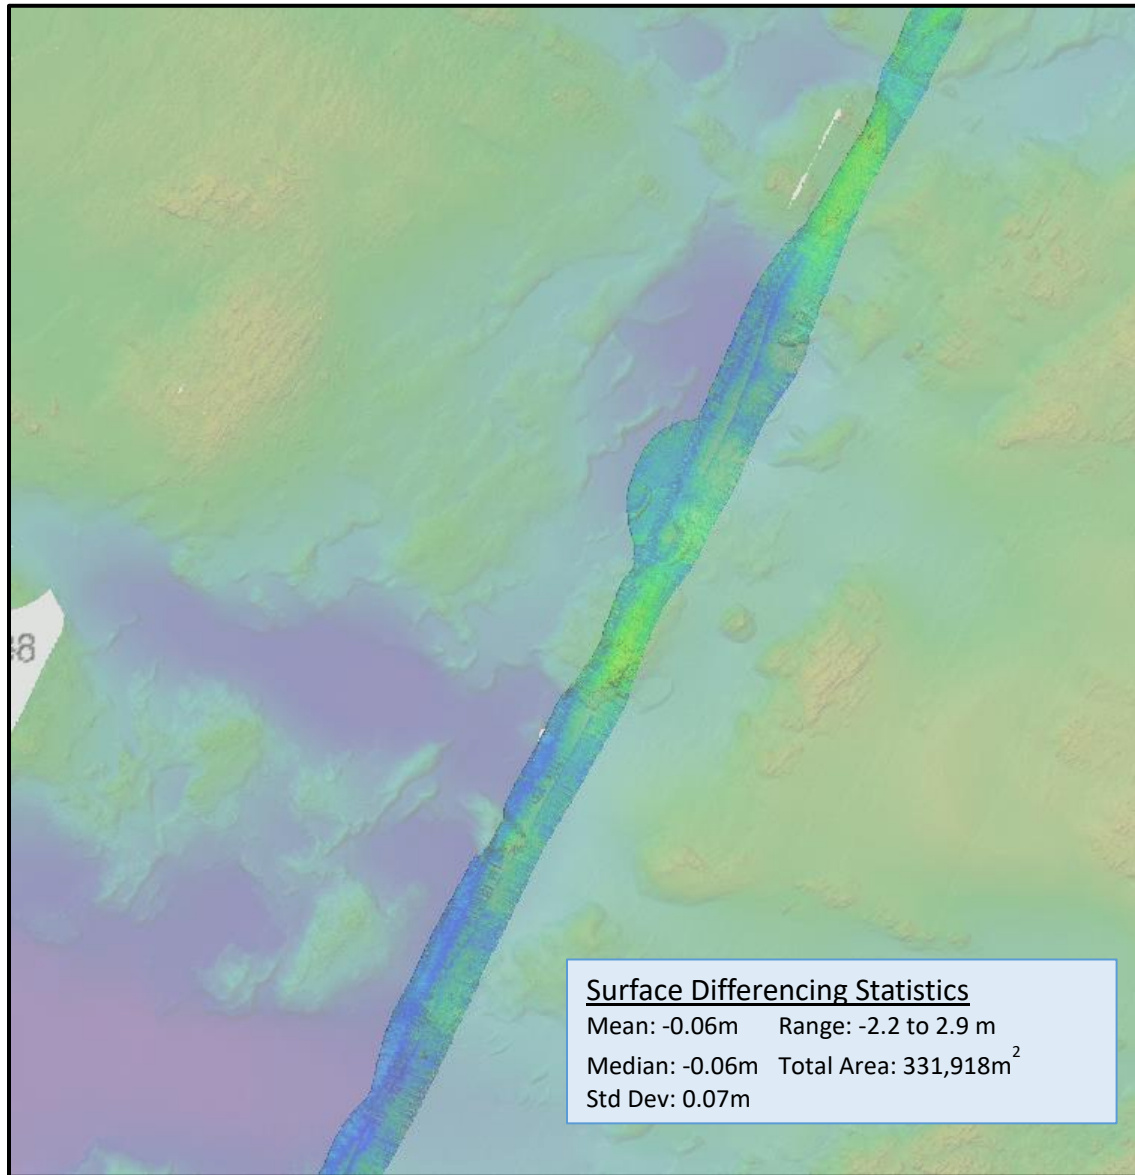 38
Surface Differencing Statistics
Mean: -0.06m Range: -2.2 to 2.9 m
Median: -0.06m Total Area: 331,918m²
Std Dev: 0.07m